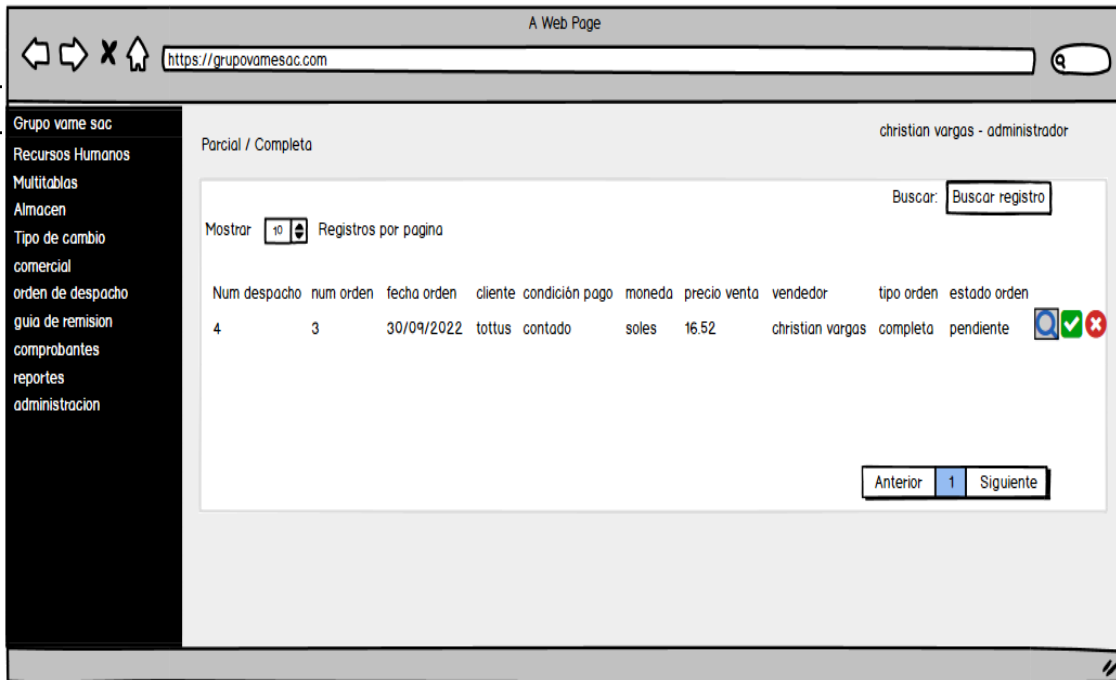 A Web Page
https://grupovamesac.com
Grupo vame sac
Recursos Humanos
Multitablas
Almacen
Tipo de cambio
comercial
orden de despacho
guia de remision
comprobantes
reportes
administracion
christian vargas - administrador
Parcial / Completa
Buscar: Buscar registro
Mostrar 10 Registros por pagina
Num despacho num orden fecha orden cliente condición pago moneda precio venta vendedor tipo orden estado orden
4 3 30/09/2022 tottus contado soles 16.52 christian vargas completa pendiente
Anterior 1 Siguiente